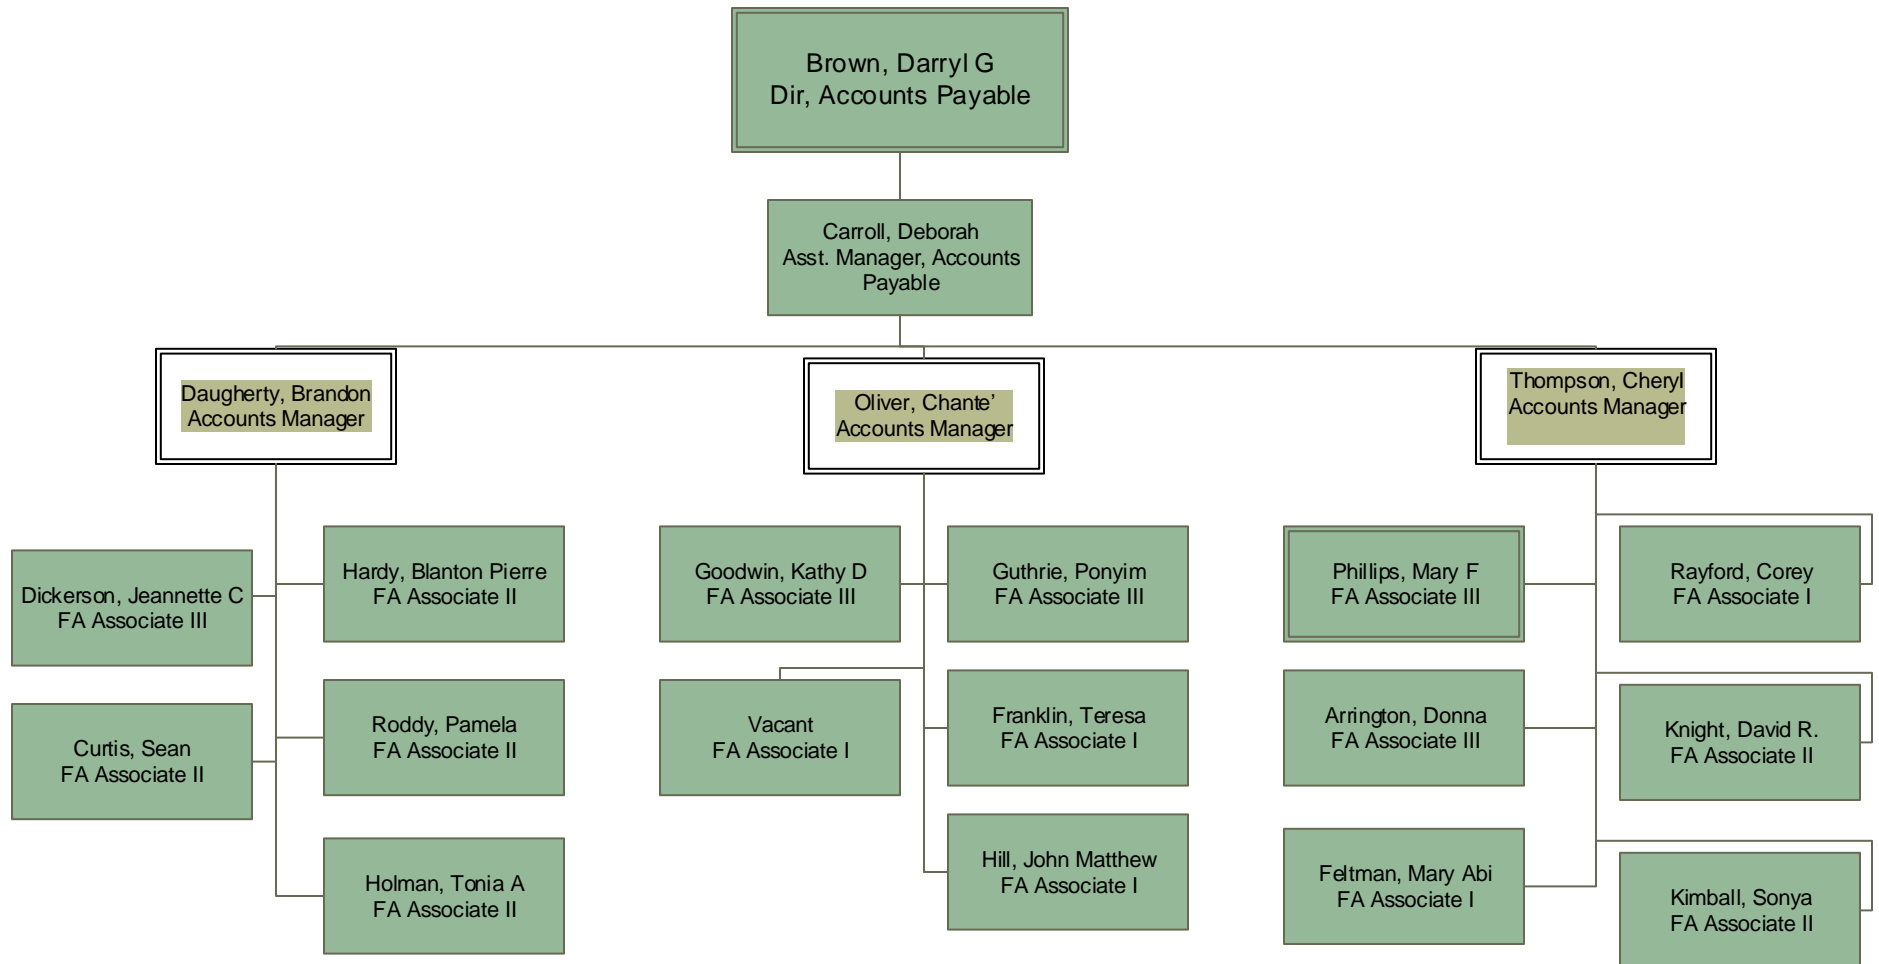 Brown, Darryl G
Dir, Accounts Payable
Carroll, Deborah
Asst. Manager, Accounts
Payable
Daugherty, Brandon
Accounts Manager
Oliver, Chante’
Accounts Manager
Thompson, Cheryl
Accounts Manager
Dickerson, Jeannette C
FA Associate III
Hardy, Blanton Pierre
FA Associate II
Curtis, Sean
FA Associate II
Roddy, Pamela
FA Associate II
Holman, Tonia A
FA Associate II
Goodwin, Kathy D
FA Associate III
Guthrie, Ponyim
FA Associate III
Vacant
FA Associate I
Franklin, Teresa
FA Associate I
Hill, John Matthew
FA Associate I
Phillips, Mary F
FA Associate III
Rayford, Corey
FA Associate I
Arrington, Donna
FA Associate III
Knight, David R.
FA Associate II
Feltman, Mary Abi
FA Associate I
Kimball, Sonya
FA Associate II